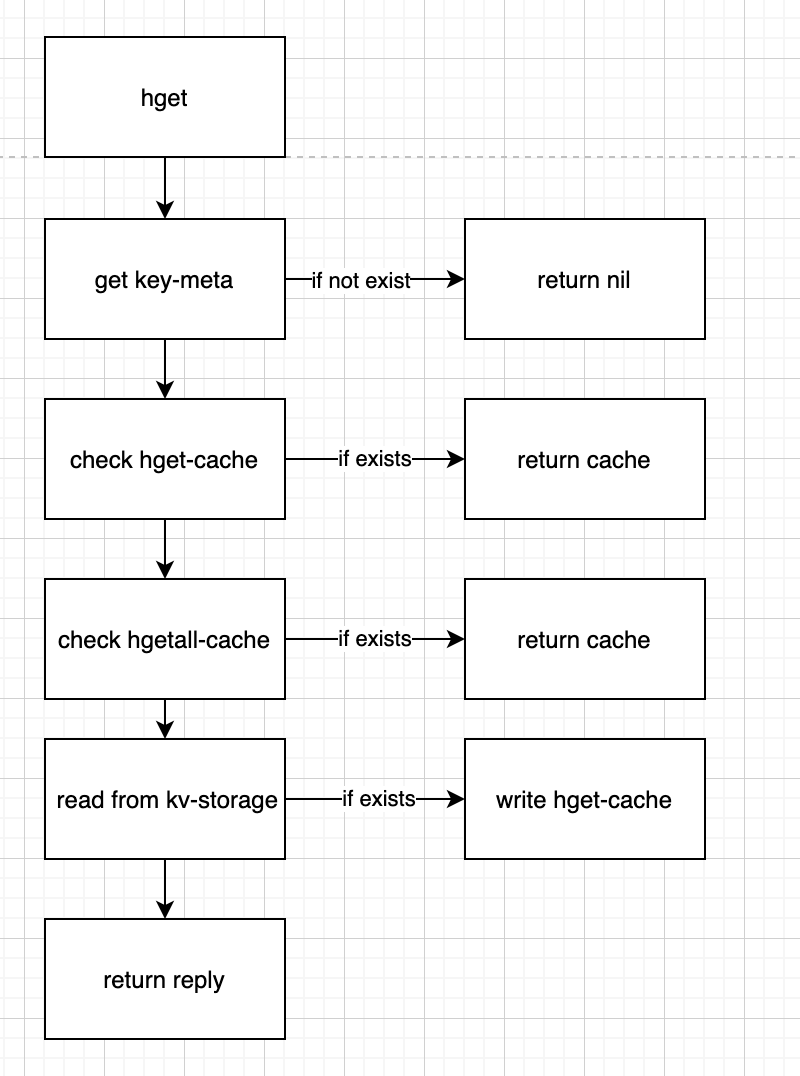 hget
get key-meta
if not exist
return nil
check hget-cache
if exists
return cache
check hgetall-cache
if exists
return cache
read from kv-storage
if exists
write hget-cache
return reply